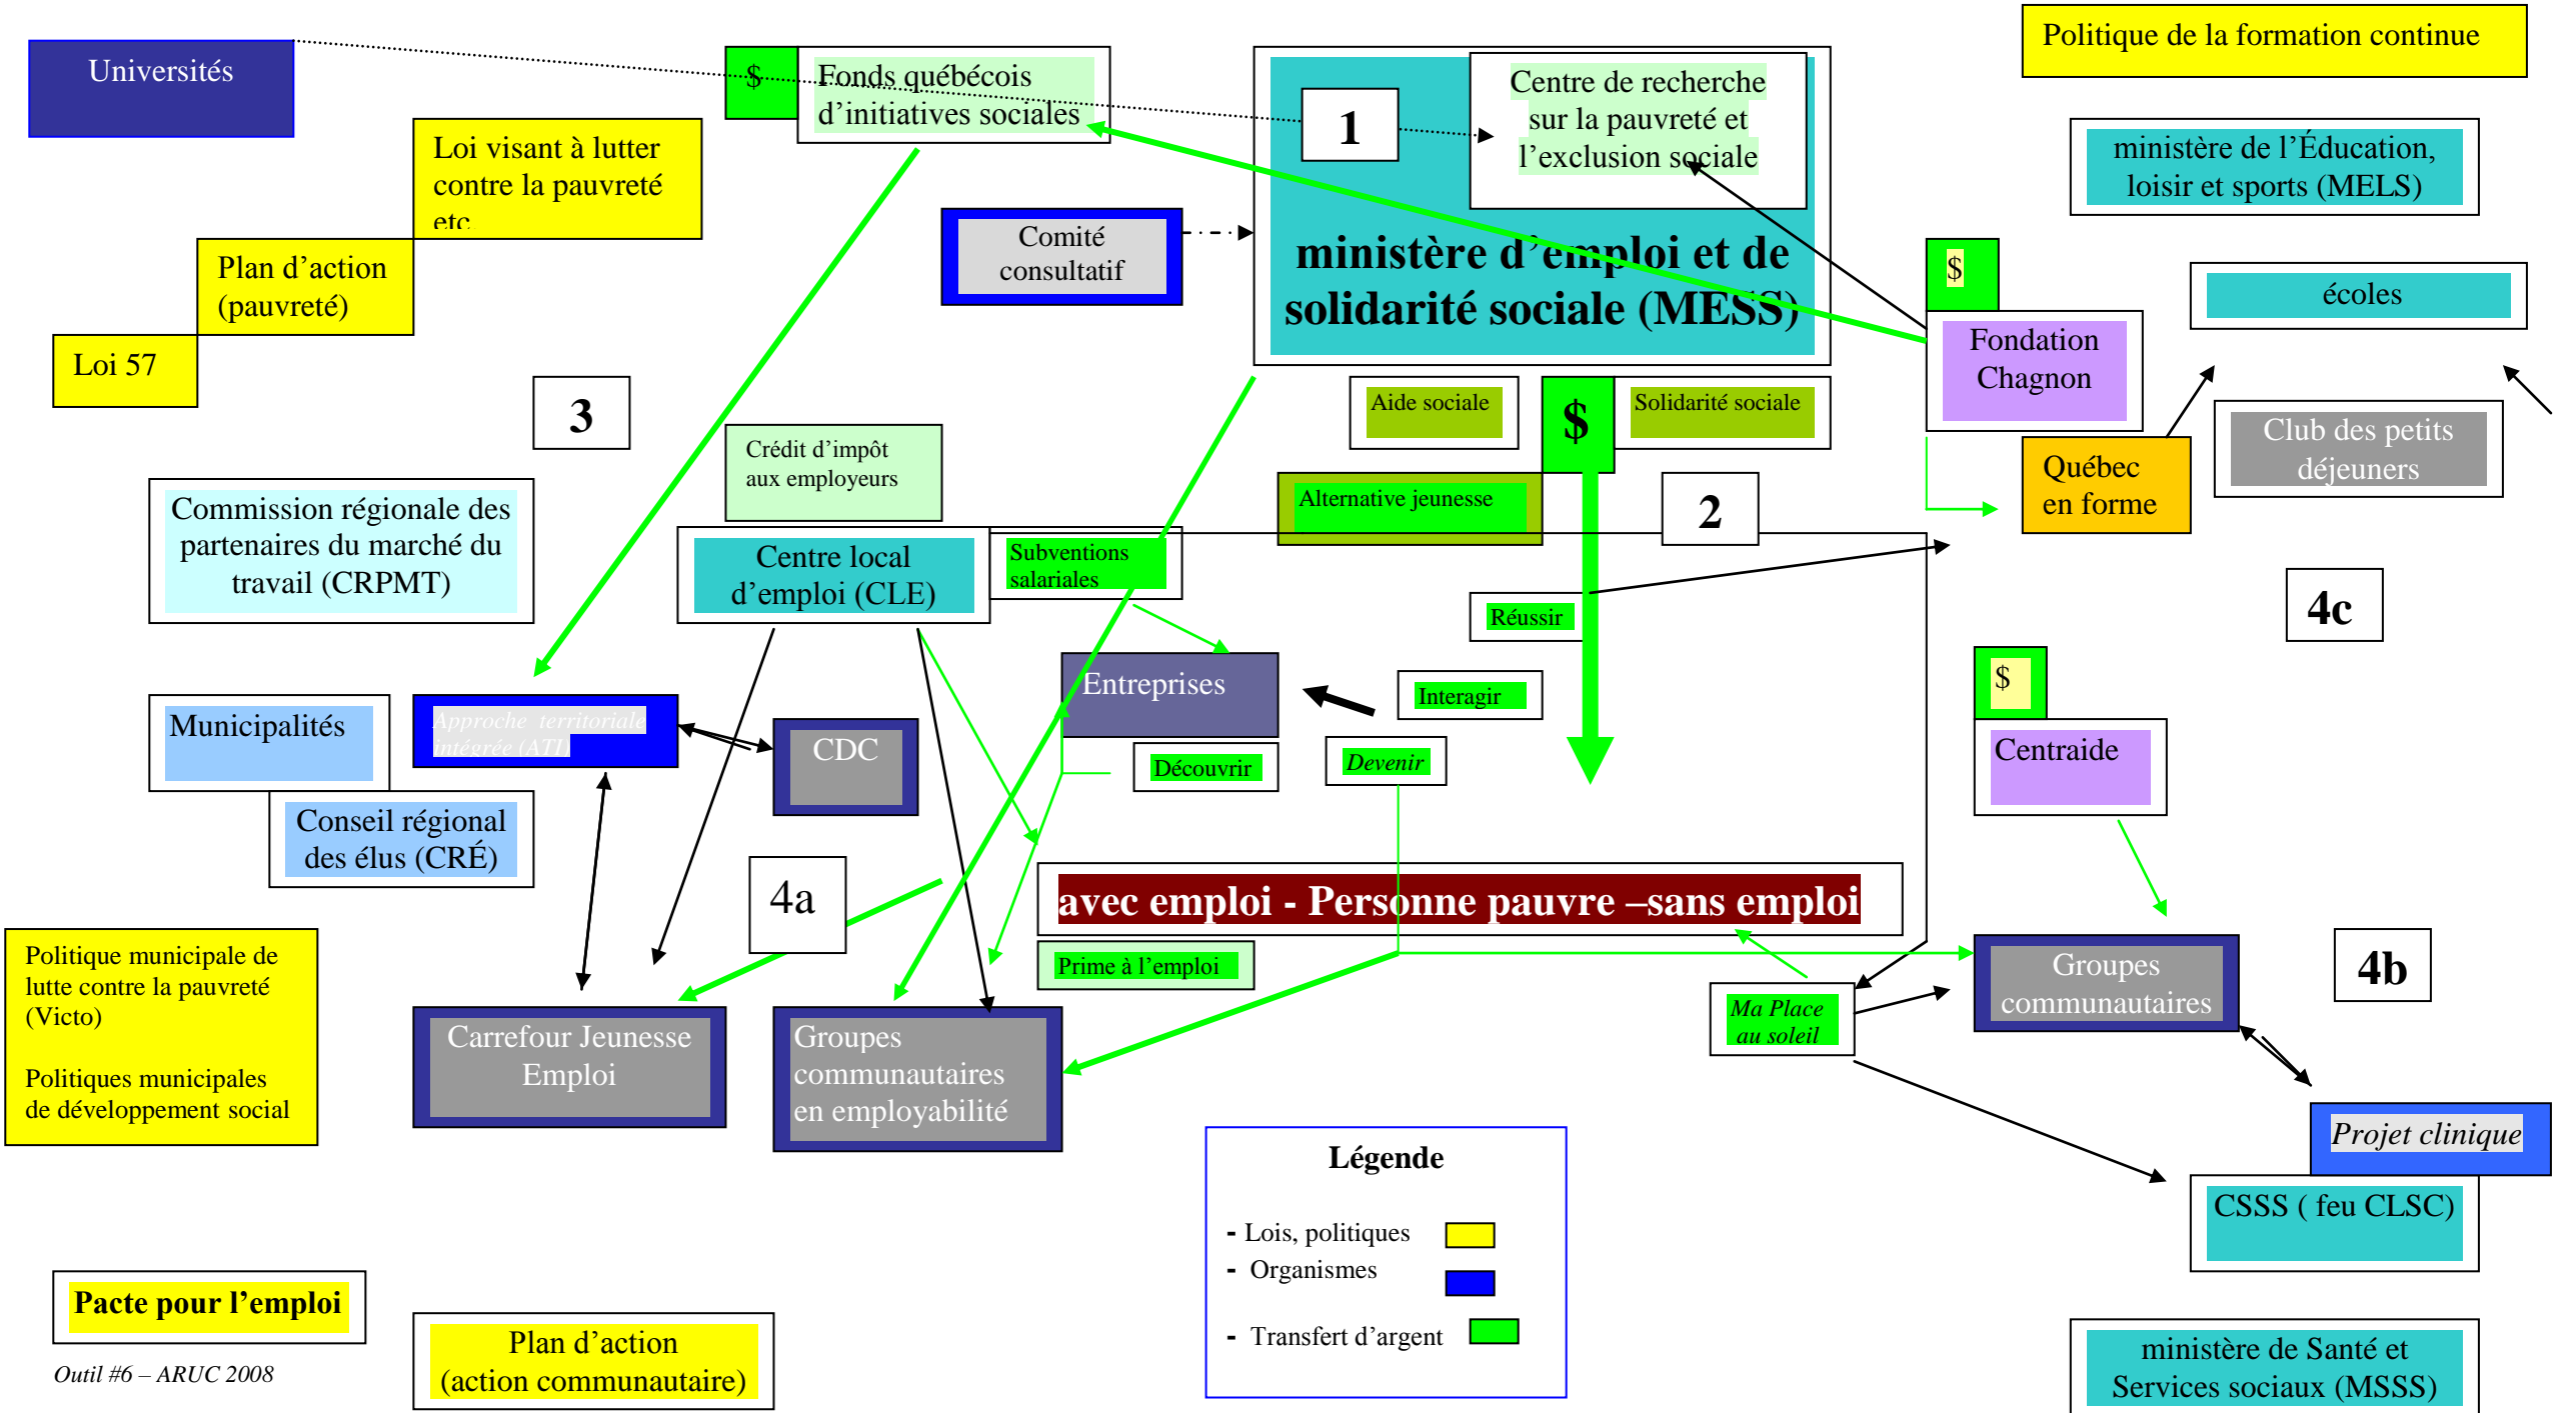 Universités
$
Fonds québécois
d'initiatives sociales
1
Centre de recherche
sur la pauvreté et
l'exclusion sociale
Politique de la formation continue
Loi visant à lutter
contre la pauvreté
etc.
ministère de l'Éducation,
loisir et sports (MELS)
Comité
consultatif
ministère d'emploi et de
solidarité sociale (MESS)
Plan d'action
(pauvreté)
$
écoles
Loi 57
Fondation
Chagnon
3
Aide sociale
$
Solidarité sociale
Club des petits
déjeuners
Crédit d'impôt
aux employeurs
Québec
en forme
Alternative jeunesse
2
Commission régionale des
partenaires du marché du
travail (CRPMT)
Centre local
d'emploi (CLE)
Subventions
salariales
Réussir
4c
Entreprises
Interagir
$
Municipalités
Approche territoriale
intégrée (ATI)
CDC
Découvrir
Devenir
Centraide
Conseil régional
des élus (CRÉ)
4a
avec emploi - Personne pauvre –sans emploi
Prime à l'emploi
Politique municipale de
lutte contre la pauvreté
(Victo)
Politiques municipales
de développement social
Groupes
communautaires
4b
Ma Place
au soleil
Carrefour Jeunesse
Emploi
Groupes
communautaires
en employabilité
Projet clinique
CSSS ( feu CLSC)
Légende
- Lois, politiques
- Organismes
- Transfert d'argent
Pacte pour l'emploi
Outil #6 – ARUC 2008
Plan d'action
(action communautaire)
ministère de Santé et
Services sociaux (MSSS)